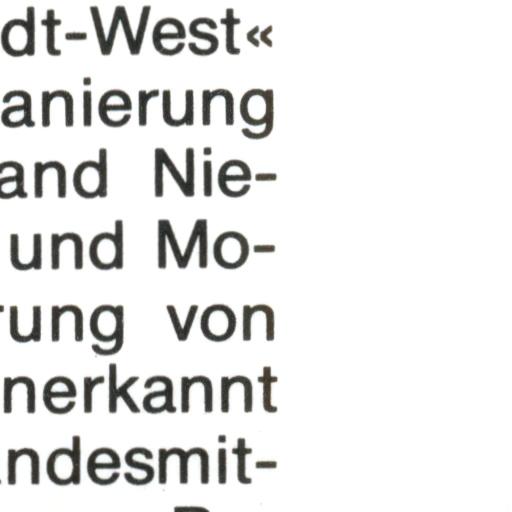 dt-West«
anierung
and Nie-
und Mo-
rung von
nerkannt
ndesmit-